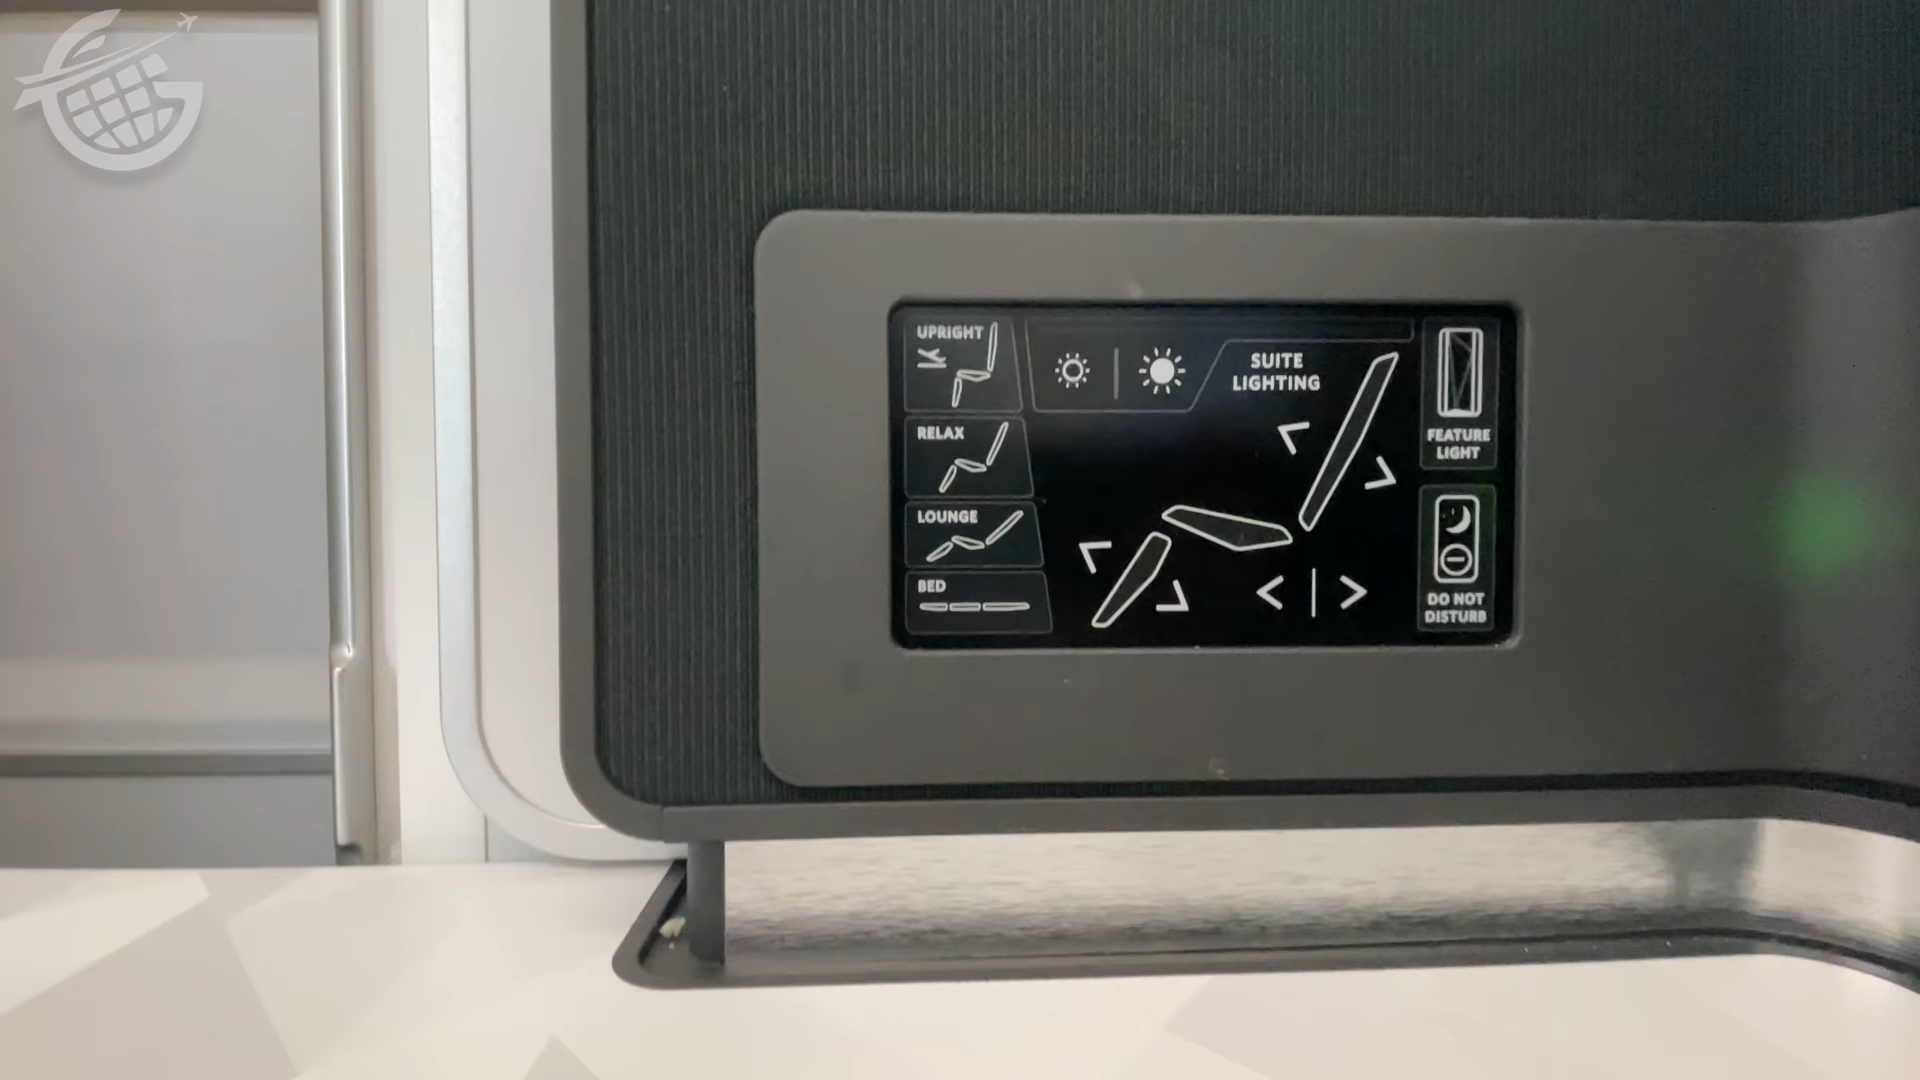 UPRIGHT
RELAX
LOUNGE
BED
SUITE
LIGHTING
FEATURE
LIGHT
DO NOT
DISTURB